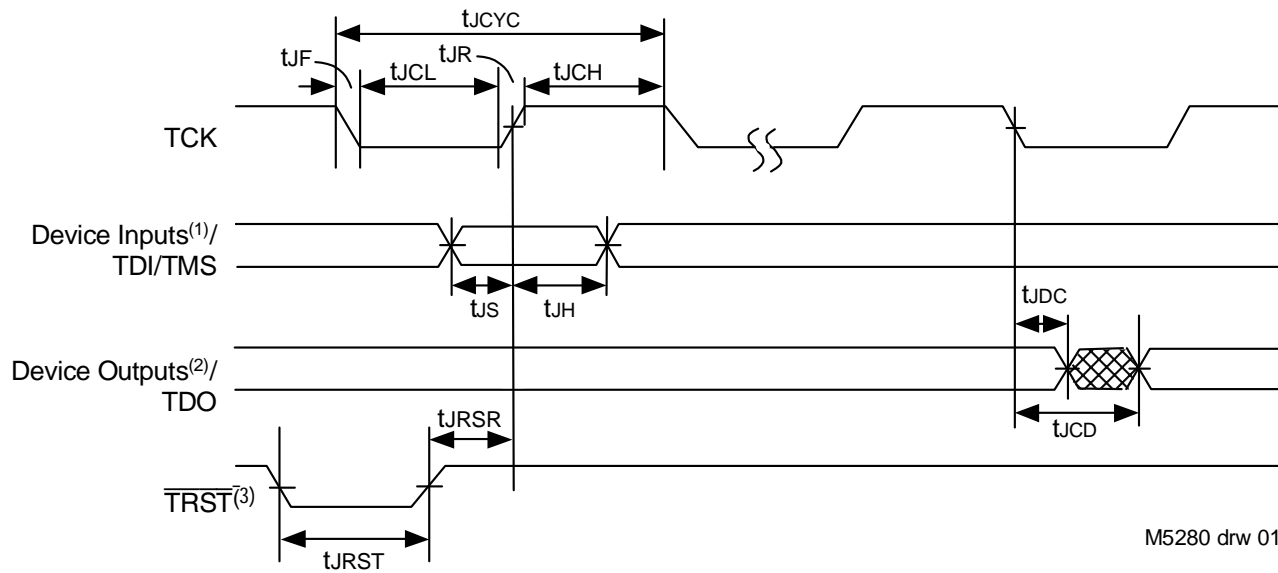 tJCYC
tJF
tJR
tJCL
tJCH
TCK
Device Inputs(1)/
TDI/TMS
tJS
tJH
tJDC
Device Outputs(2)/
TDO
tJRSR
tJCD
TRST(3)
tJRST
M5280 drw 01